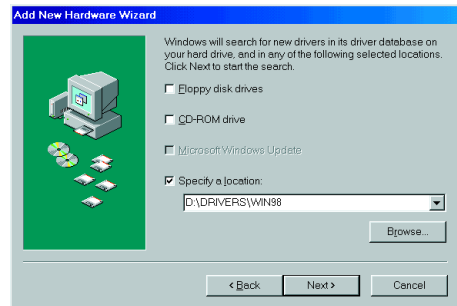 Add New Hardware Wizard
Windows will search for new drivers in its driver database on
your hard drive, and in any of the following selected locations.
Click Next to start the search.
Floppy disk drives
CD-ROM drive
Microsoft Windows Update
Specify a location:
D:\DRIVERS\WIN98
Browse...
< Back
Next >
Cancel